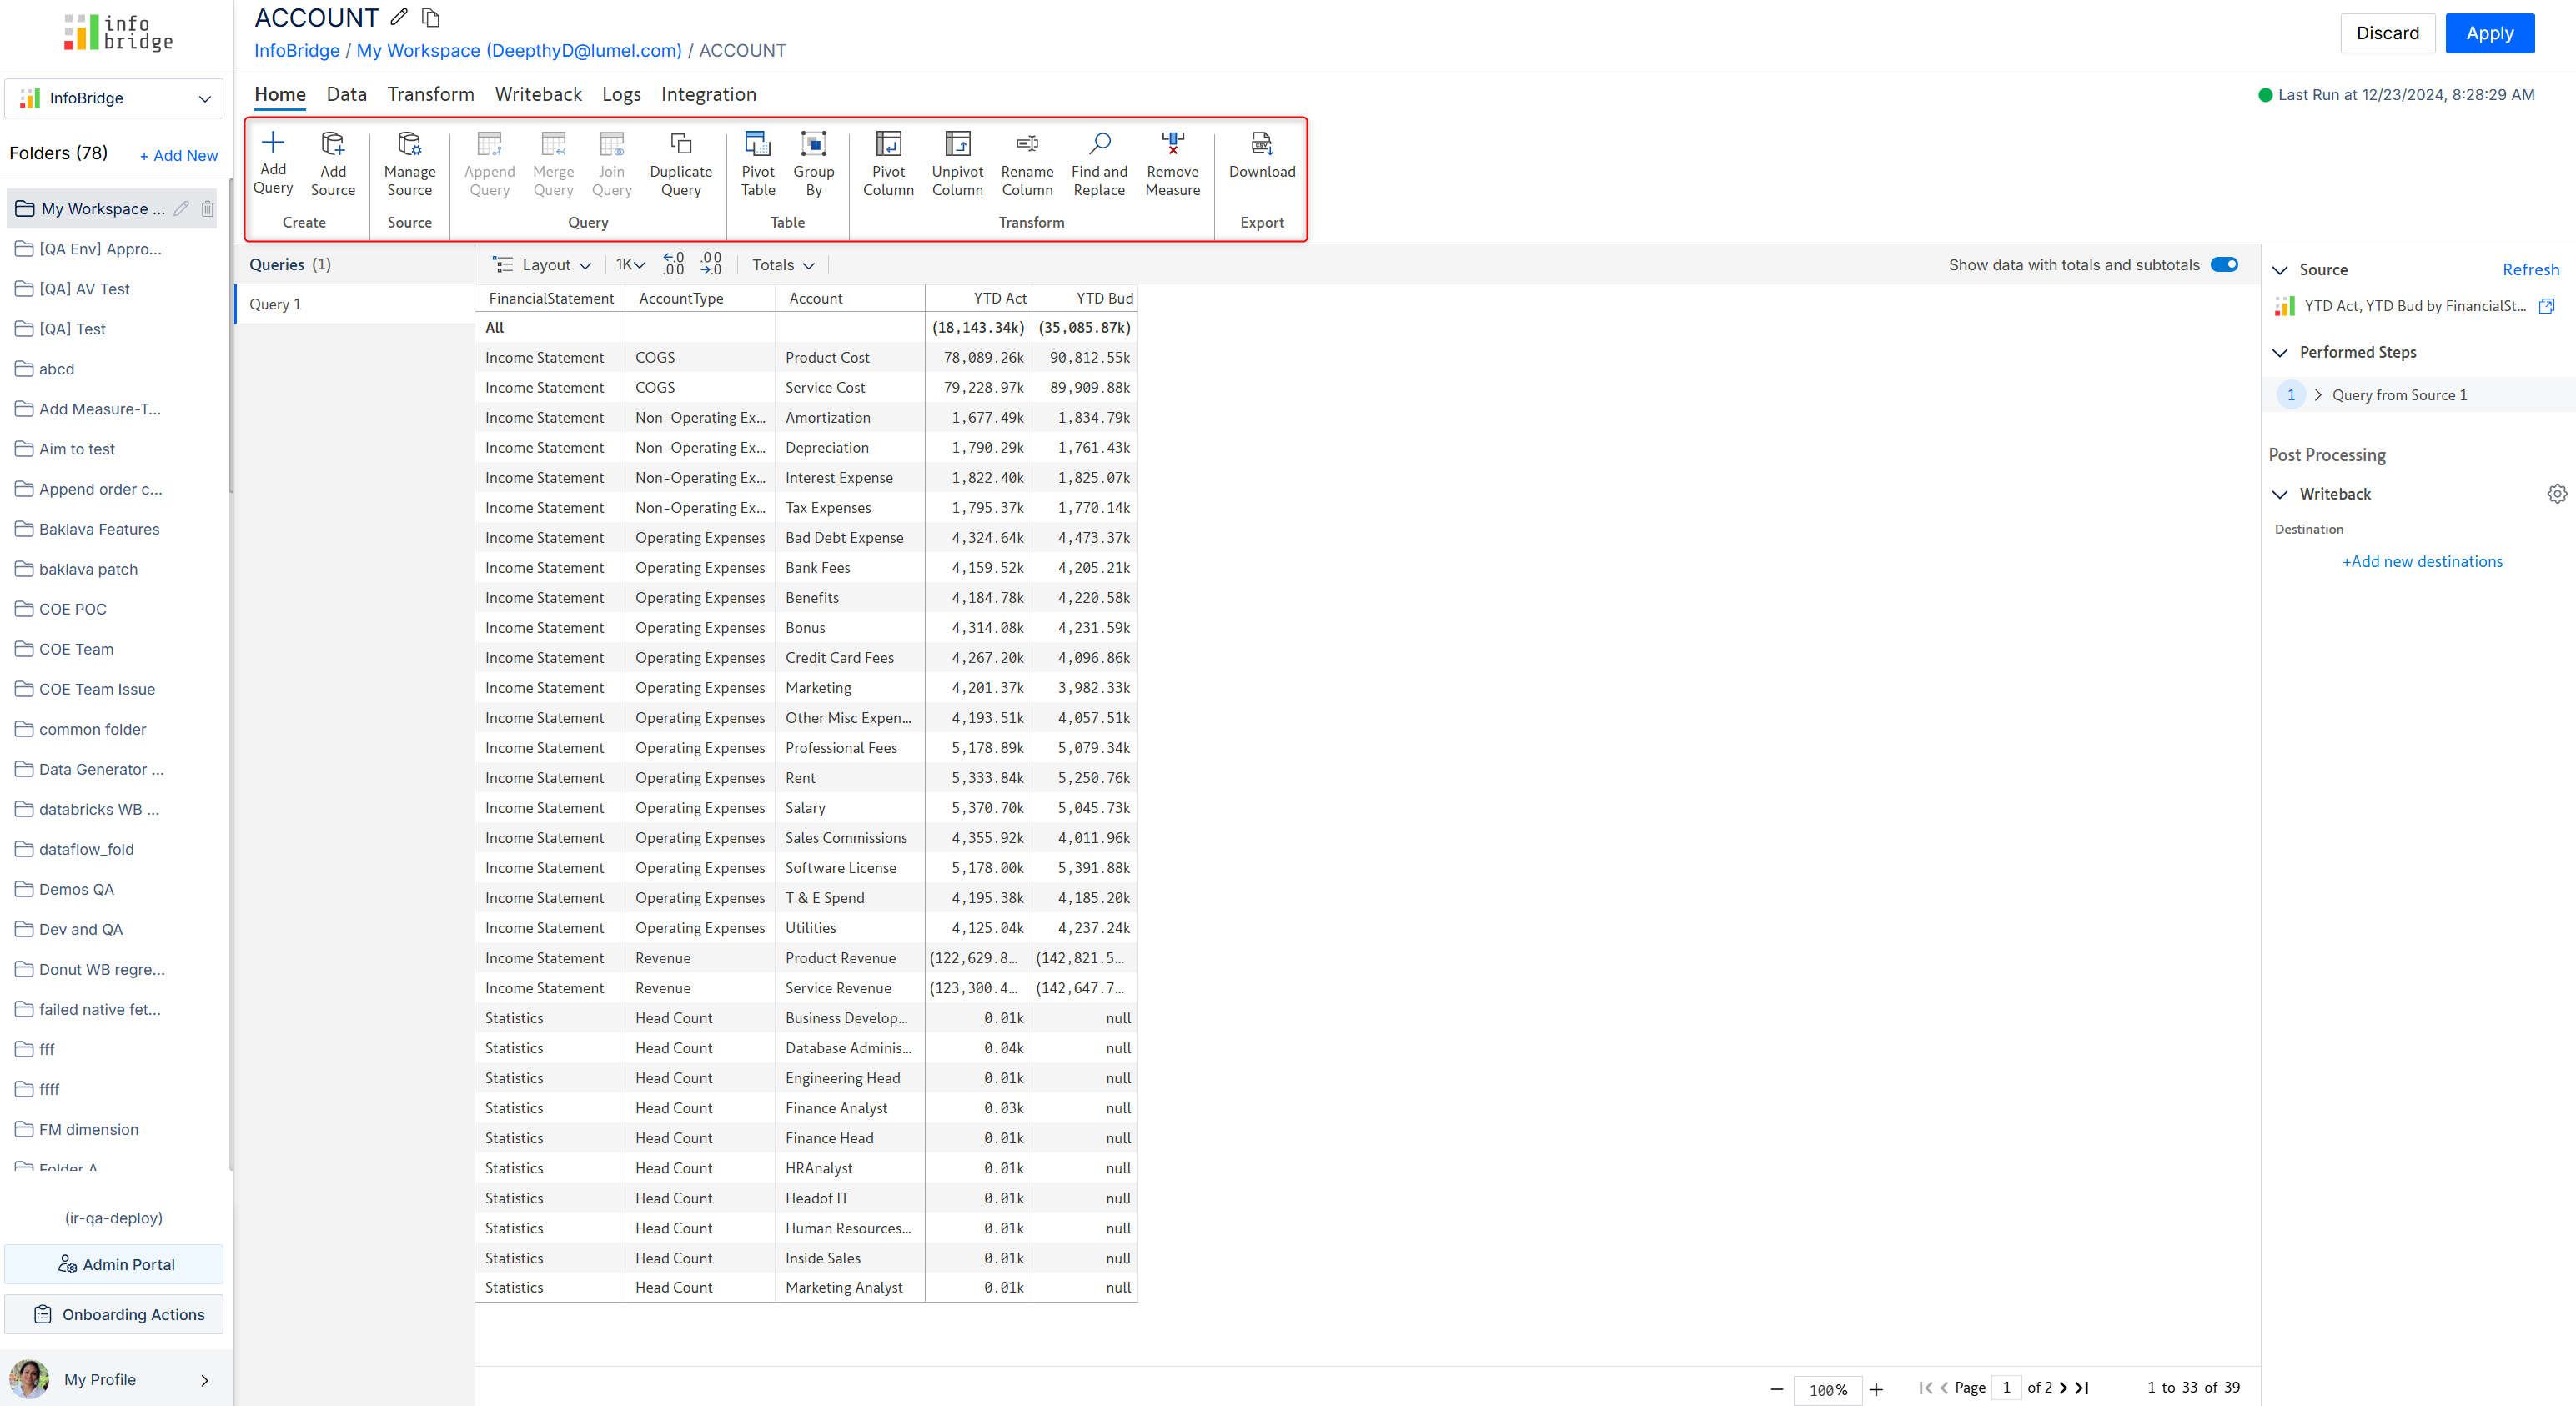 info
bridge
ACCOUNT
InfoBridge / My Workspace (DeepthyD@lumel.com) / ACCOUNT
Discard
Apply
InfoBridge
Home Data Transform Writeback Logs Integration
Last Run at 12/23/2024, 8:28:29 AM
Folders (78)
+ Add New
My Workspace ...
[QA Env] Appro...
[QA] AV Test
[QA] Test
abcd
Add Measure-T...
Aim to test
Append order c...
Baklava Features
baklava patch
COE POC
COE Team
COE Team Issue
common folder
Data Generator ...
databricks WB ...
dataflow_fold
Demos QA
Dev and QA
Donut WB regre...
failed native fet...
fff
ffff
FM dimension
Folder A
(ir-qa-deploy)
Admin Portal
Onboarding Actions
My Profile
Add Query
Add Source
Create
Manage Source
Source
Append Query
Merge Query
Join Query
Duplicate Query
Query
Pivot Table
Group By
Table
Pivot Column
Unpivot Column
Rename Column
Find and Replace
Remove Measure
Transform
CSV
Download
Export
Queries (1)
Query 1
Layout 1K .0 .00 .00 .0 Totals
Show data with totals and subtotals
FinancialStatement AccountType Account YTD Act YTD Bud
All (18,143.34k) (35,085.87k)
Income Statement COGS Product Cost 78,089.26k 90,812.55k
Income Statement COGS Service Cost 79,228.97k 89,909.88k
Income Statement Non-Operating Ex... Amortization 1,677.49k 1,834.79k
Income Statement Non-Operating Ex... Depreciation 1,790.29k 1,761.43k
Income Statement Non-Operating Ex... Interest Expense 1,822.40k 1,825.07k
Income Statement Non-Operating Ex... Tax Expenses 1,795.37k 1,770.14k
Income Statement Operating Expenses Bad Debt Expense 4,324.64k 4,473.37k
Income Statement Operating Expenses Bank Fees 4,159.52k 4,205.21k
Income Statement Operating Expenses Benefits 4,184.78k 4,220.58k
Income Statement Operating Expenses Bonus 4,314.08k 4,231.59k
Income Statement Operating Expenses Credit Card Fees 4,267.20k 4,096.86k
Income Statement Operating Expenses Marketing 4,201.37k 3,982.33k
Income Statement Operating Expenses Other Misc Expen... 4,193.51k 4,057.51k
Income Statement Operating Expenses Professional Fees 5,178.89k 5,079.34k
Income Statement Operating Expenses Rent 5,333.84k 5,250.76k
Income Statement Operating Expenses Salary 5,370.70k 5,045.73k
Income Statement Operating Expenses Sales Commissions 4,355.92k 4,011.96k
Income Statement Operating Expenses Software License 5,178.00k 5,391.88k
Income Statement Operating Expenses T & E Spend 4,195.38k 4,185.20k
Income Statement Operating Expenses Utilities 4,125.04k 4,237.24k
Income Statement Revenue Product Revenue (122,629.8... (142,821.5...
Income Statement Revenue Service Revenue (123,300.4... (142,647.7...
Statistics Head Count Business Develop... 0.01k null
Statistics Head Count Database Adminis... 0.04k null
Statistics Head Count Engineering Head 0.01k null
Statistics Head Count Finance Analyst 0.03k null
Statistics Head Count Finance Head 0.01k null
Statistics Head Count HRAnalyst 0.01k null
Statistics Head Count Headof IT 0.01k null
Statistics Head Count Human Resources... 0.01k null
Statistics Head Count Inside Sales 0.01k null
Statistics Head Count Marketing Analyst 0.01k null
100% Page 1 of 2 1 to 33 of 39
Source
Refresh
YTD Act, YTD Bud by FinancialSt...
Performed Steps
1 Query from Source 1
Post Processing
Writeback
Destination
+Add new destinations